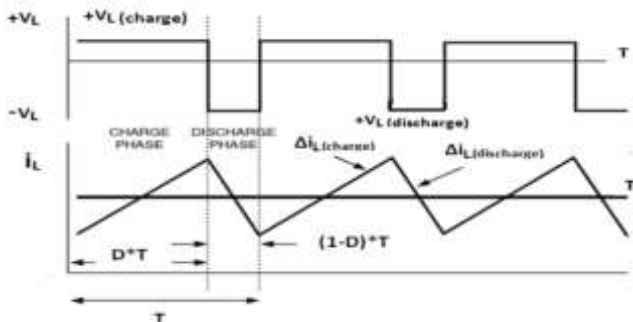 +VL
+VL (charge)
T
-VL
+VL (discharge)
CHARGE PHASE
DISCHARGE PHASE
ΔiL(charge)
ΔiL(discharge)
iL
T
D*T
(1-D)*T
T